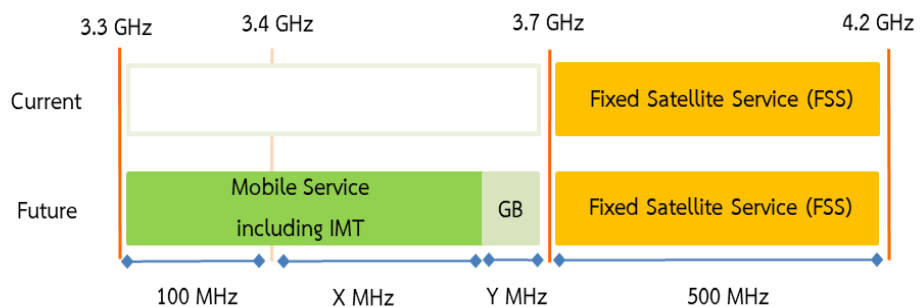 3.3 GHz 3.4 GHz 3.7 GHz 4.2 GHz
Current
Fixed Satellite Service (FSS)
Future
Mobile Service
including IMT
GB
Fixed Satellite Service (FSS)
100 MHz X MHz Y MHz 500 MHz